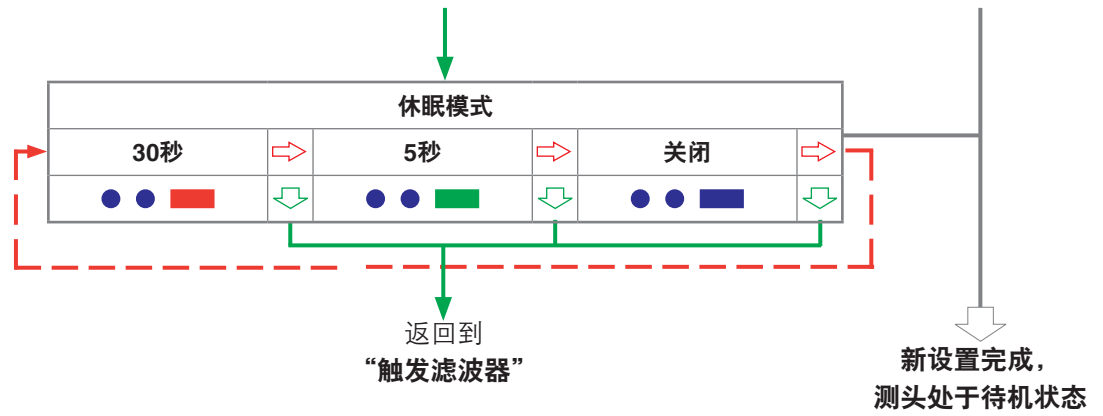 休眠模式
30秒
5秒
关闭
返回到
“触发滤波器”
新设置完成，
测头处于待机状态